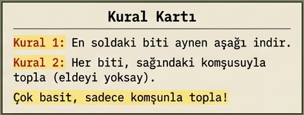 Kural Kartı
Kural 1: En soldaki biti aynen aşağı indir.
Kural 2: Her biti, sağındaki komşusuyla
topla (eldeyi yoksay).
Çok basit, sadece komşunla topla!